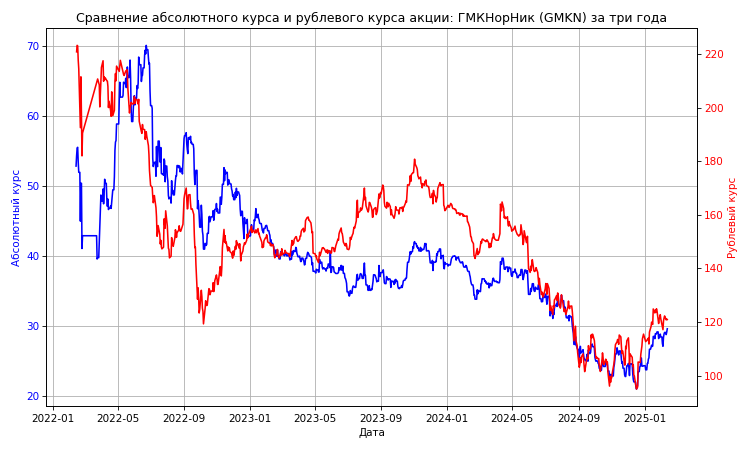 Сравнение абсолютного курса и рублевого курса акции: ГМКНорНик (GMKN) за три года
70
60
50
40
30
20
Абсолютный курс
220
200
180
160
140
120
100
Рублевый курс
2022-01 2022-05 2022-09 2023-01 2023-05 2023-09 2024-01 2024-05 2024-09 2025-01
Дата